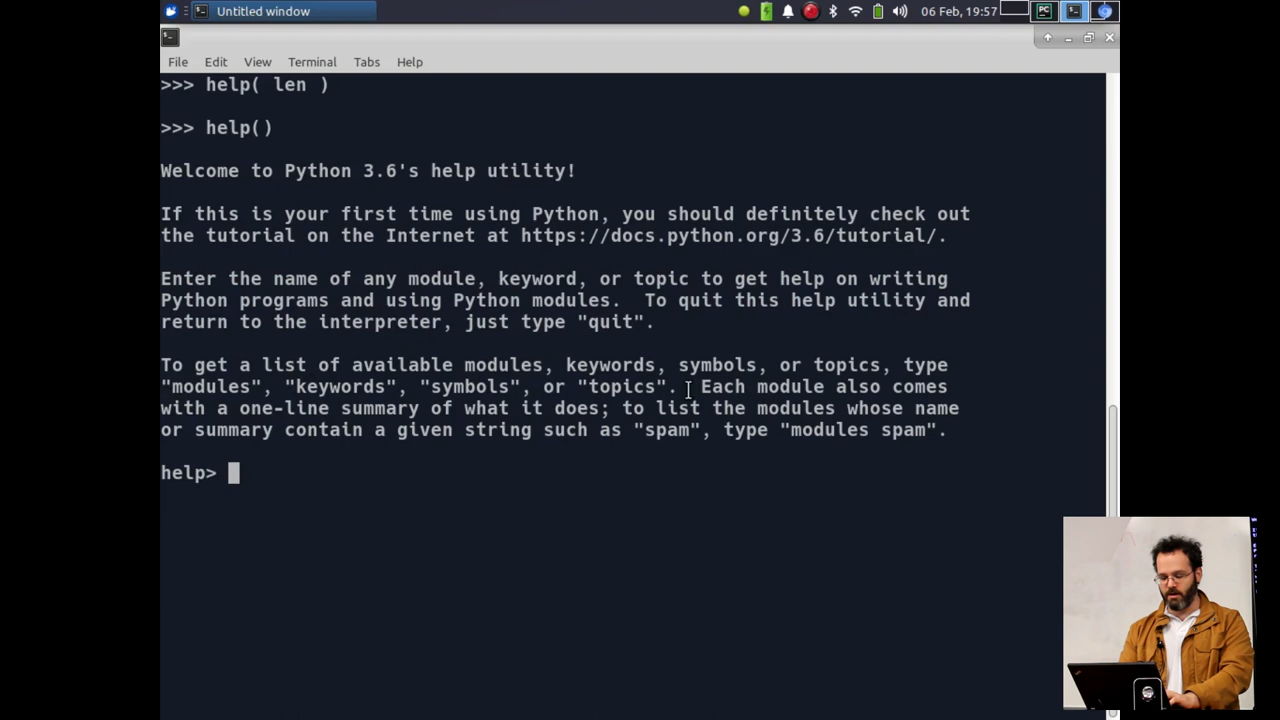 Untitled window
06 Feb, 19:57
File Edit View Terminal Tabs Help
>>> help( len )
>>> help()
Welcome to Python 3.6's help utility!
If this is your first time using Python, you should definitely check out
the tutorial on the Internet at https://docs.python.org/3.6/tutorial/.
Enter the name of any module, keyword, or topic to get help on writing
Python programs and using Python modules.  To quit this help utility and
return to the interpreter, just type "quit".
To get a list of available modules, keywords, symbols, or topics, type
"modules", "keywords", "symbols", or "topics".  Each module also comes
with a one-line summary of what it does; to list the modules whose name
or summary contain a given string such as "spam", type "modules spam".
help>